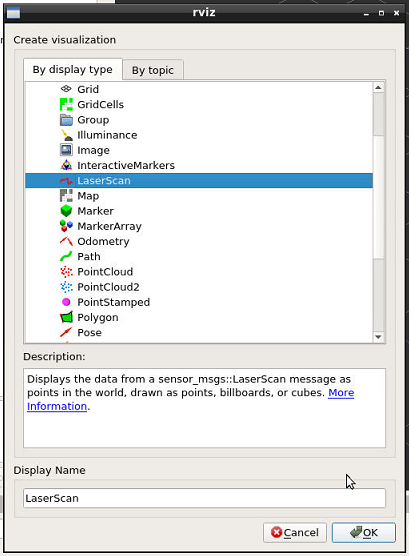 rviz
Create visualization
By display type
By topic
Grid
GridCells
Group
Illuminance
Image
InteractiveMarkers
LaserScan
Map
Marker
MarkerArray
Odometry
Path
PointCloud
PointCloud2
PointStamped
Polygon
Pose
Description:
Displays the data from a sensor_msgs::LaserScan message as
points in the world, drawn as points, billboards, or cubes. More
Information.
Display Name
LaserScan
Cancel
OK